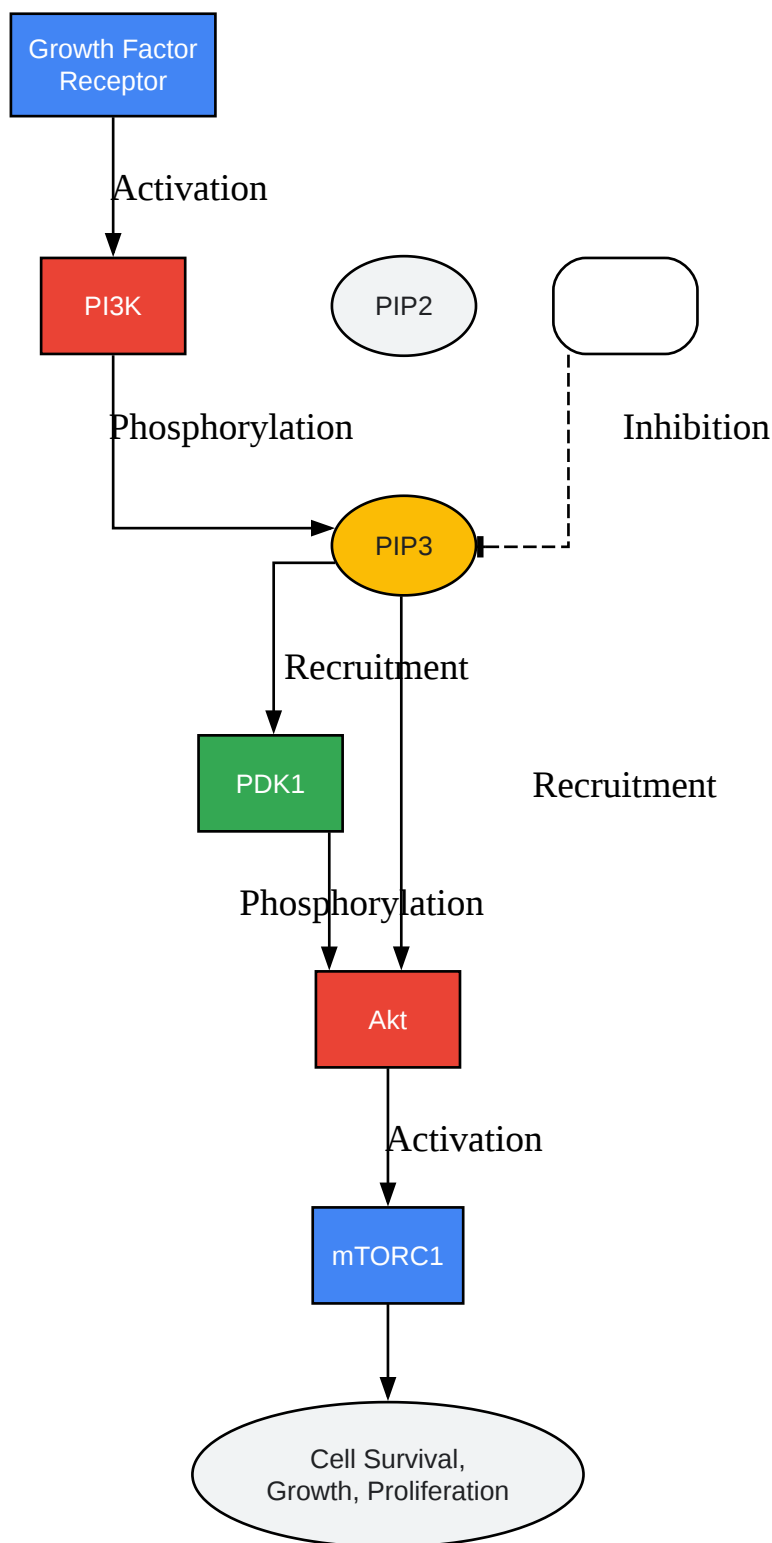 Growth Factor
Receptor
Activation
PI3K
PIP2
Phosphorylation
Inhibition
PIP3
Recruitment
PDK1
Recruitment
Phosphorylation
Akt
Activation
mTORC1
Cell Survival,
Growth, Proliferation